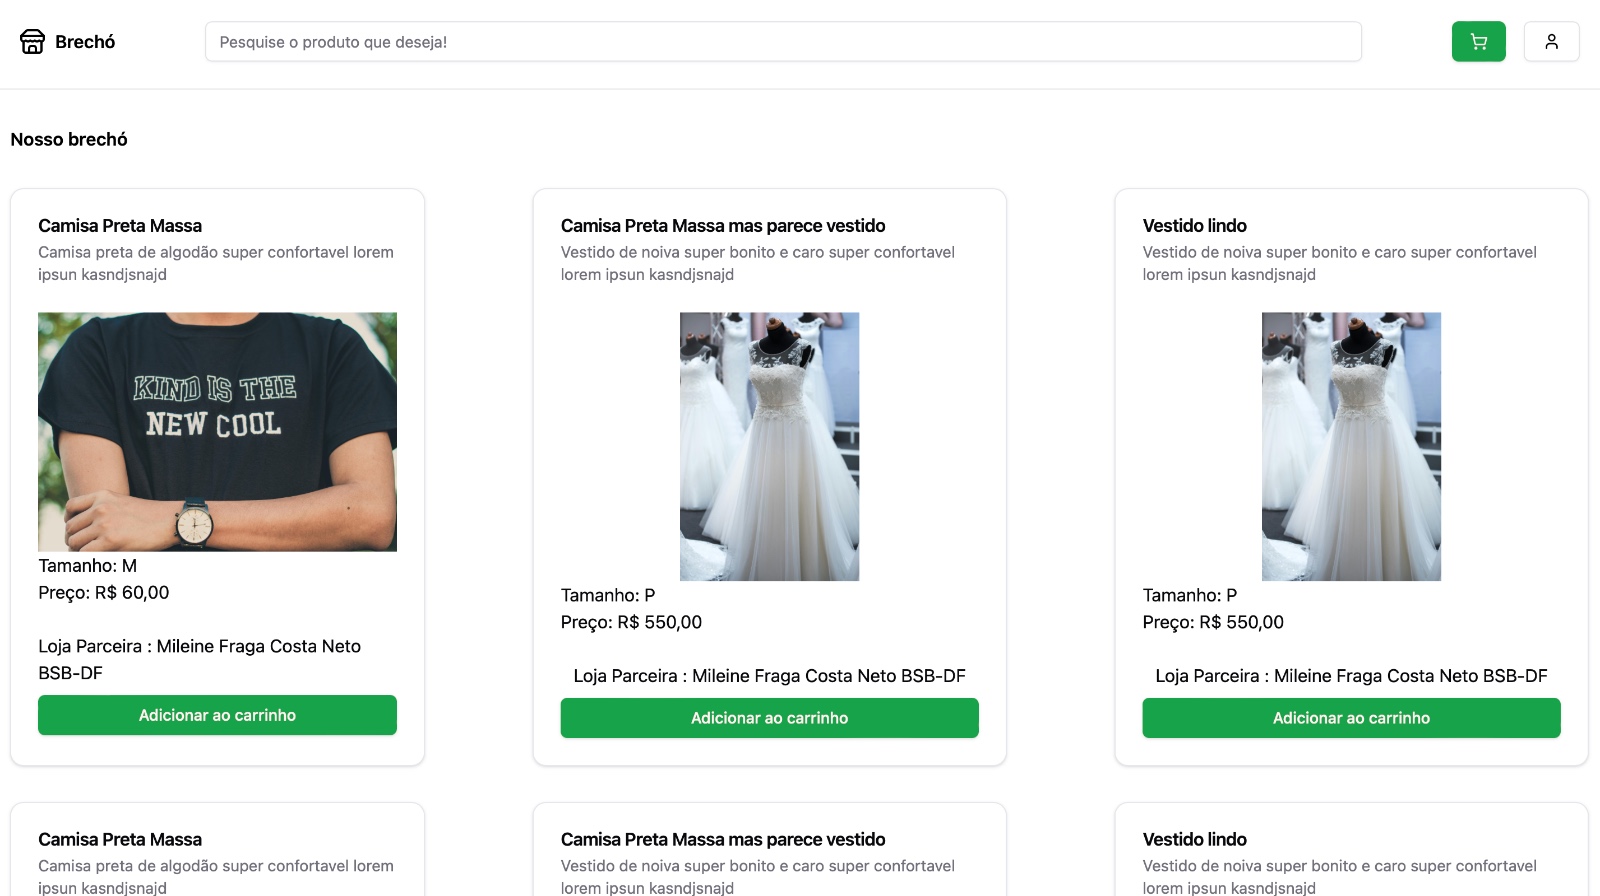 Brechó
Pesquise o produto que deseja!
Nosso brechó
Camisa Preta Massa
Camisa preta de algodão super confortavel lorem
ipsun kasndjsnajd
KIND IS THE
NEW COOL
Tamanho: M
Preço: R$ 60,00
Loja Parceira : Mileine Fraga Costa Neto
BSB-DF
Adicionar ao carrinho
Camisa Preta Massa mas parece vestido
Vestido de noiva super bonito e caro super confortavel
lorem ipsun kasndjsnajd
Tamanho: P
Preço: R$ 550,00
Loja Parceira : Mileine Fraga Costa Neto BSB-DF
Adicionar ao carrinho
Vestido lindo
Vestido de noiva super bonito e caro super confortavel
lorem ipsun kasndjsnajd
Tamanho: P
Preço: R$ 550,00
Loja Parceira : Mileine Fraga Costa Neto BSB-DF
Adicionar ao carrinho
Camisa Preta Massa
Camisa preta de algodão super confortavel lorem
ipsun kasndjsnajd
Camisa Preta Massa mas parece vestido
Vestido de noiva super bonito e caro super confortavel
lorem ipsun kasndjsnajd
Vestido lindo
Vestido de noiva super bonito e caro super confortavel
lorem ipsun kasndjsnajd